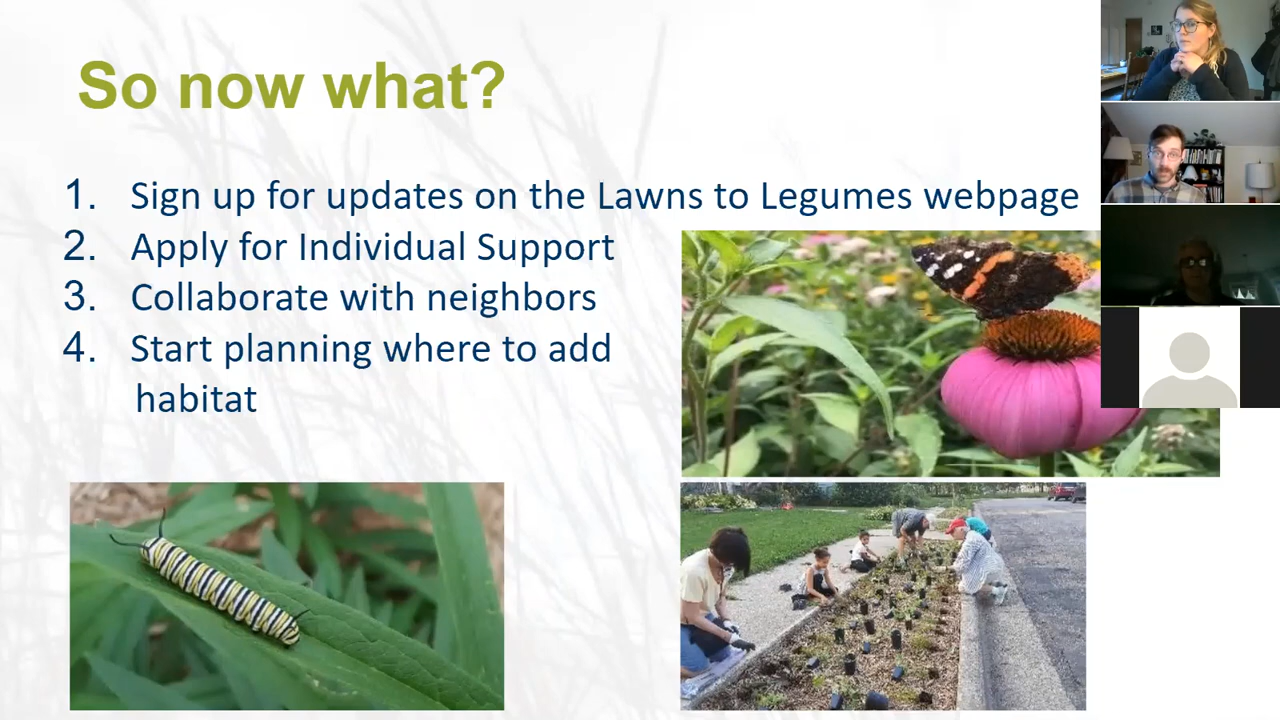 So now what?
1. Sign up for updates on the Lawns to Legumes webpage
2. Apply for Individual Support
3. Collaborate with neighbors
4. Start planning where to add
habitat